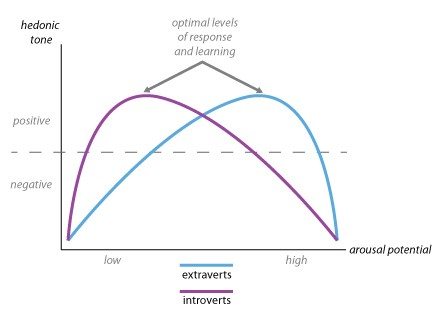 hedonic
tone
optimal levels
of response
and learning
positive
negative
arousal potential
low
high
extraverts
introverts